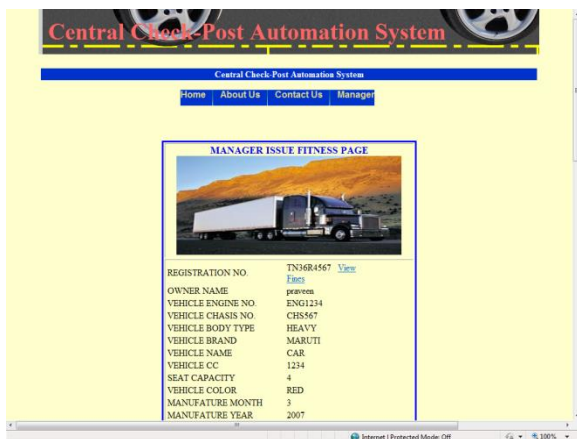 Central Check-Post Automation System
Central Check-Post Automation System
Home About Us Contact Us Manager
MANAGER ISSUE FITNESS PAGE
REGISTRATION NO. TN36R4567 View
Fines
OWNER NAME praveen
VEHICLE ENGINE NO. ENG1234
VEHICLE CHASIS NO. CHS567
VEHICLE BODY TYPE HEAVY
VEHICLE BRAND MARUTI
VEHICLE NAME CAR
VEHICLE CC 1234
SEAT CAPACITY 4
VEHICLE COLOR RED
MANUFATURE MONTH 3
MANUFATURE YEAR 2007
Internet | Protected Mode: Off 100%